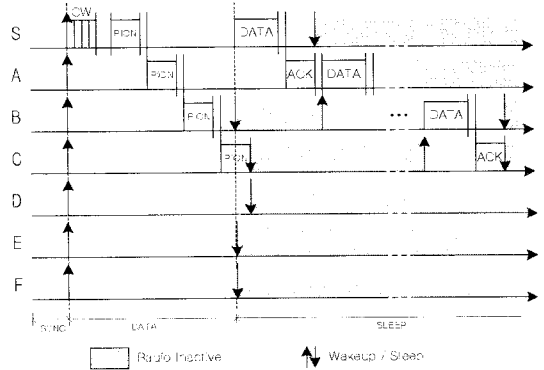 CW
S PION DATA
A PION ACK DATA
B PION ... DATA
C PION ACK
D
E
F
SYNC DATA SLEEP
Radio Inactive Wakeup / Sleep